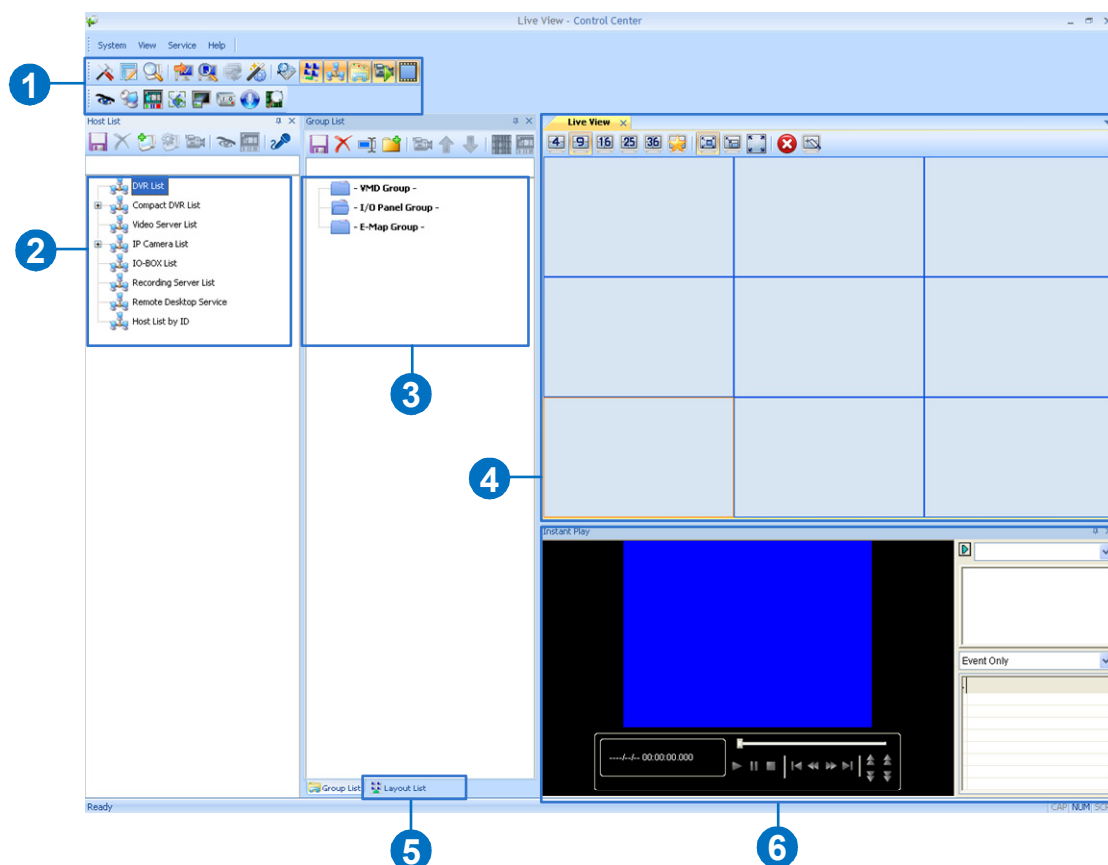 Live View - Control Center
System View Service Help
1
Host List
Group List
Live View
4 9 16 25 36
DVR List
Compact DVR List
Video Server List
IP Camera List
IO-BOX List
Recording Server List
Remote Desktop Service
Host List by ID
2
- VMD Group -
- I/O Panel Group -
- E-Map Group -
3
4
Instant Play
Event Only
----/--/-- 00:00:00.000
Group List
Layout List
Ready
CAP NUM SCR
5
6